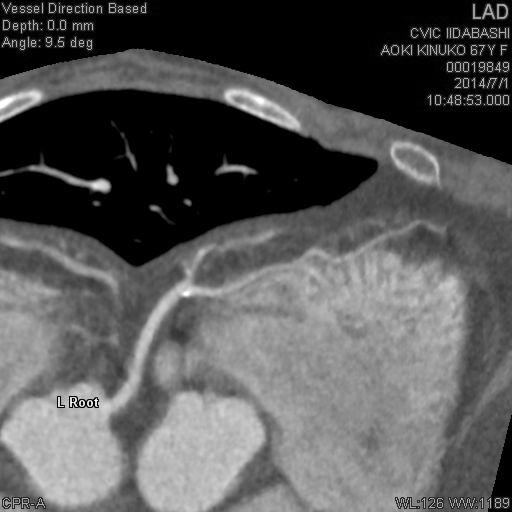 Vessel Direction Based
Depth: 0.0 mm
Angle: 9.5 deg
LAD
CVIC IIDABASHI
AOKI KINUKO 67Y F
00019849
2014/7/1
10:48:53.000
L Root
CPR-A
WL:126 WW:1189